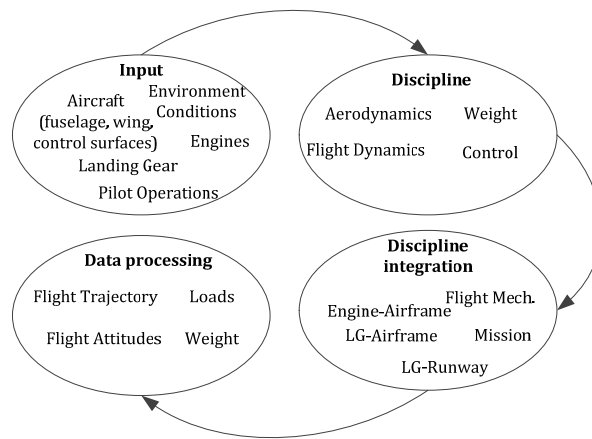 Input
Environment
Aircraft Conditions
(fuselage, wing,
control surfaces) Engines
Landing Gear
Pilot Operations
Discipline
Aerodynamics Weight
Flight Dynamics Control
Data processing
Flight Trajectory Loads
Flight Attitudes Weight
Discipline
integration
Flight Mech.
Engine-Airframe
LG-Airframe Mission
LG-Runway